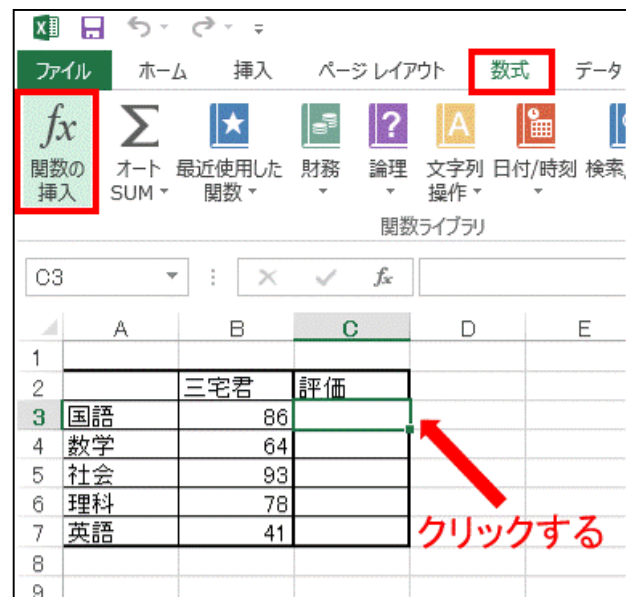 ファイル ホーム 挿入 ページ レイアウト 数式 データ
fx Σ ? A
関数の オート 最近使用した 財務 論理 文字列 日付/時刻 検索
挿入 SUM 関数 操作
関数ライブラリ
C3 fx
A B C D E
1
2 三宅君 評価
3 国語 86
4 数学 64
5 社会 93
6 理科 78
7 英語 41
クリックする
8
9